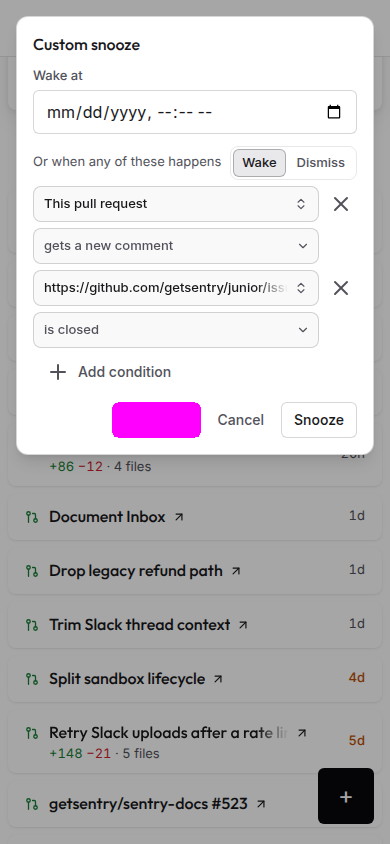 Custom snooze
Wake at
mm/dd/yyyy, --:-- --
Or when any of these happens Wake Dismiss
This pull request
gets a new comment
https://github.com/getsentry/junior/iss
is closed
Add condition
Cancel Snooze
+86 −12 · 4 files
Document Inbox 1d
Drop legacy refund path 1d
Trim Slack thread context 1d
Split sandbox lifecycle 4d
Retry Slack uploads after a rate 5d
+148 −21 · 5 files
getsentry/sentry-docs #523
+